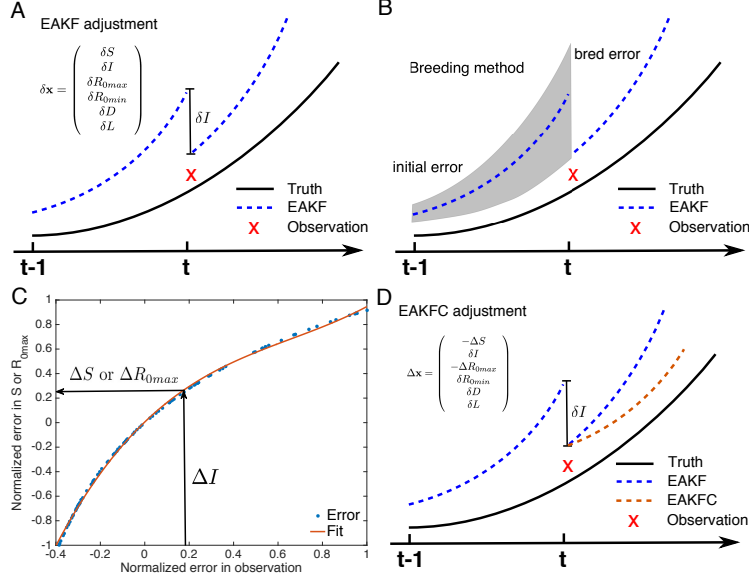 A
EAKF adjustment
δx =
δS
δI
δR0max
δR0min
δD
δL
δI
X
Truth
EAKF
X Observation
t-1
t
B
Breeding method
bred error
initial error
X
Truth
EAKF
X Observation
t-1
t
C
Normalized error in S or R0max
1
0.8
0.6
0.4
0.2
0
-0.2
-0.4
-0.6
-0.8
-1
ΔS or ΔR0max
ΔI
Error
Fit
-0.4
-0.2
0
0.2
0.4
0.6
0.8
1
Normalized error in observation
D
EAKFC adjustment
Δx =
−ΔS
δI
−ΔR0max
δR0min
δD
δL
δI
X
Truth
EAKF
EAKFC
X Observation
t-1
t